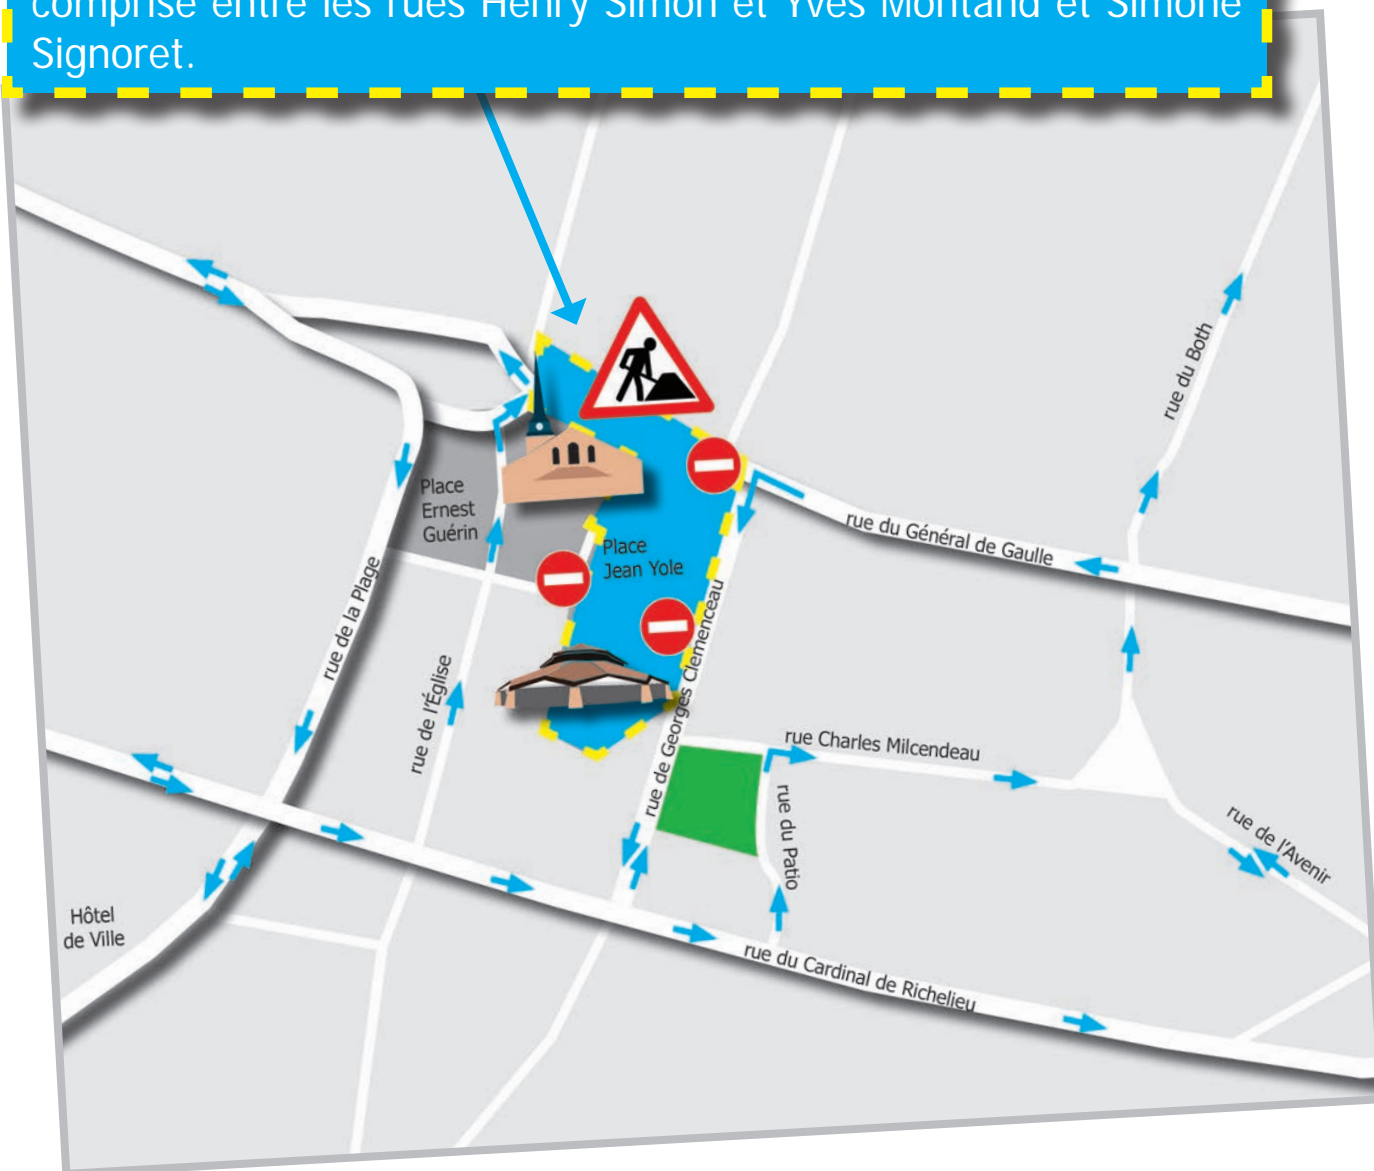 comprise entre les rues Henry Simon et Yves Montand et Simone
Signoret.
rue du Both
Place
Ernest
Guérin
rue du Général de Gaulle
Place
Jean Yole
rue de la Plage
rue de l'Église
rue de Georges Clemenceau
rue Charles Milcendeau
rue du Patio
rue de l'Avenir
Hôtel
de Ville
rue du Cardinal de Richelieu